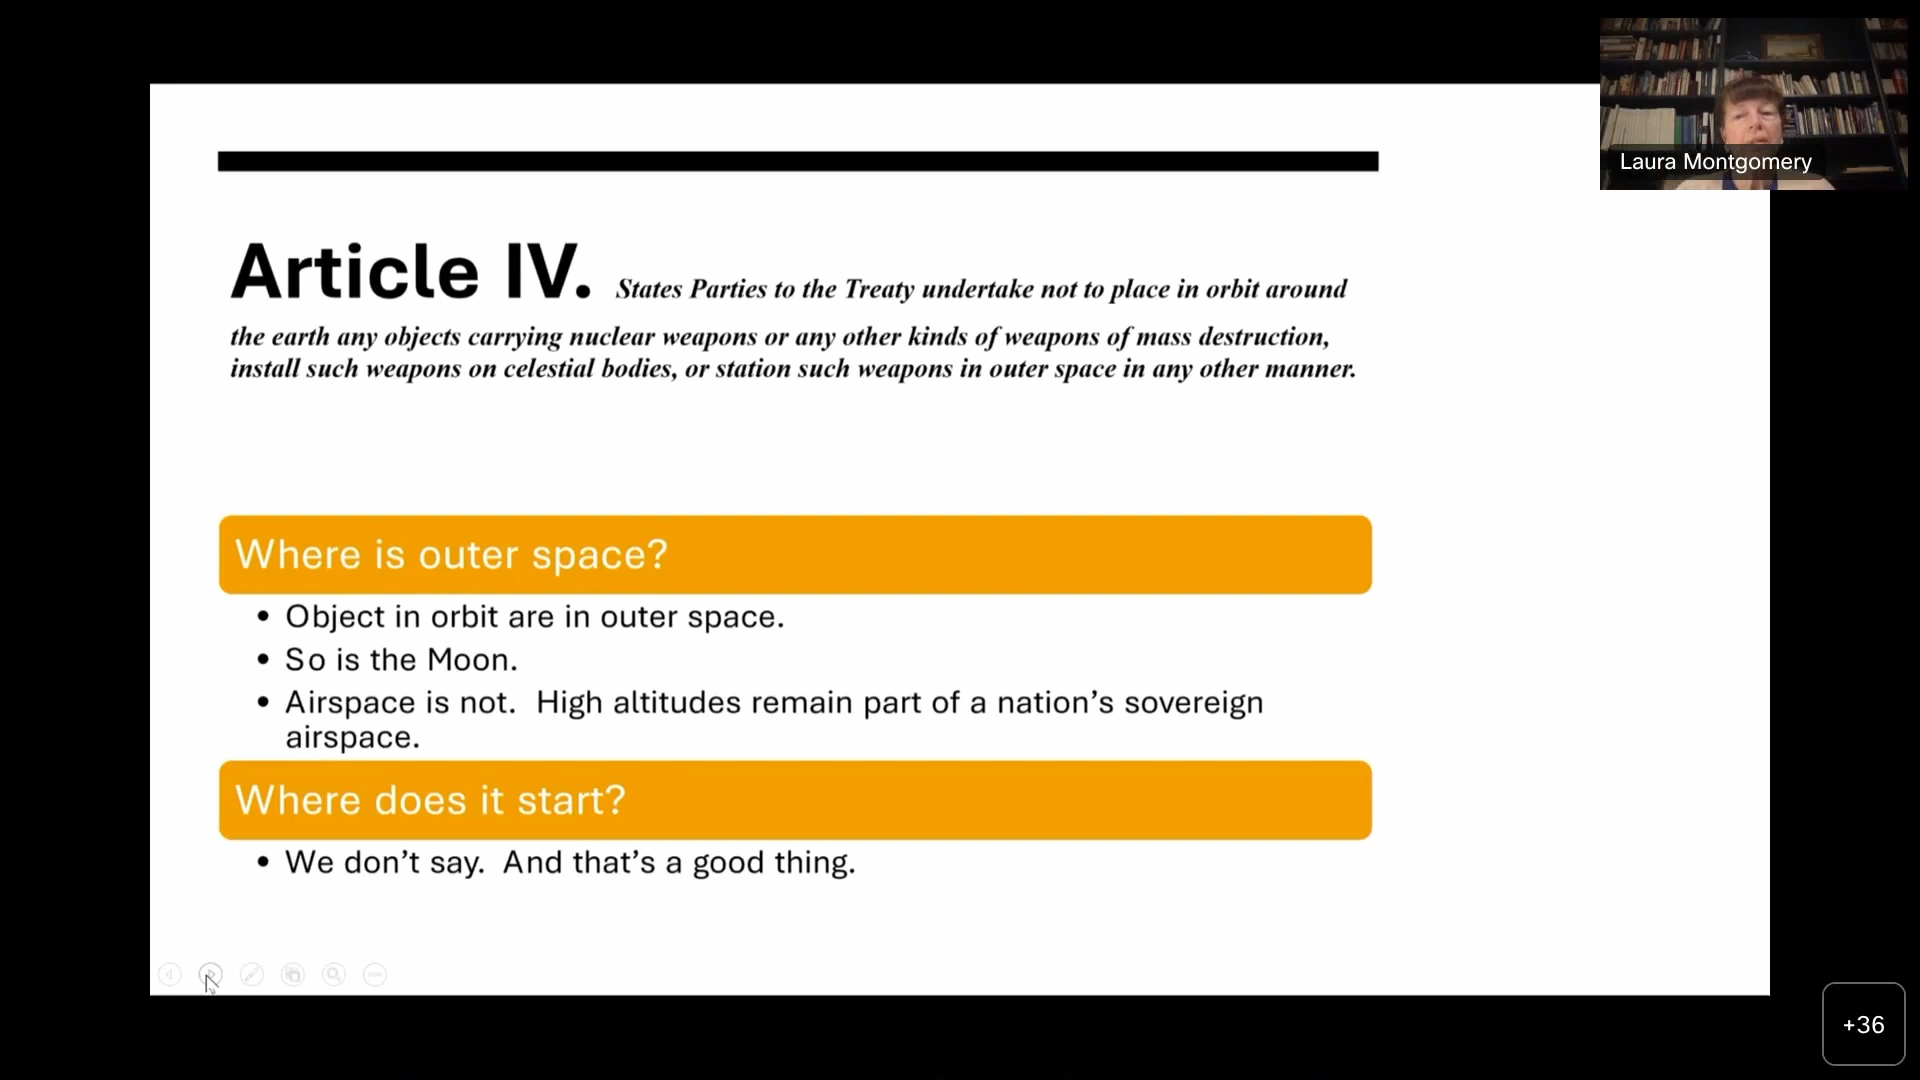 Laura Montgomery
Article IV. States Parties to the Treaty undertake not to place in orbit around
the earth any objects carrying nuclear weapons or any other kinds of weapons of mass destruction,
install such weapons on celestial bodies, or station such weapons in outer space in any other manner.
Where is outer space?
• Object in orbit are in outer space.
• So is the Moon.
• Airspace is not.  High altitudes remain part of a nation’s sovereign
airspace.
Where does it start?
• We don’t say.  And that’s a good thing.
+36